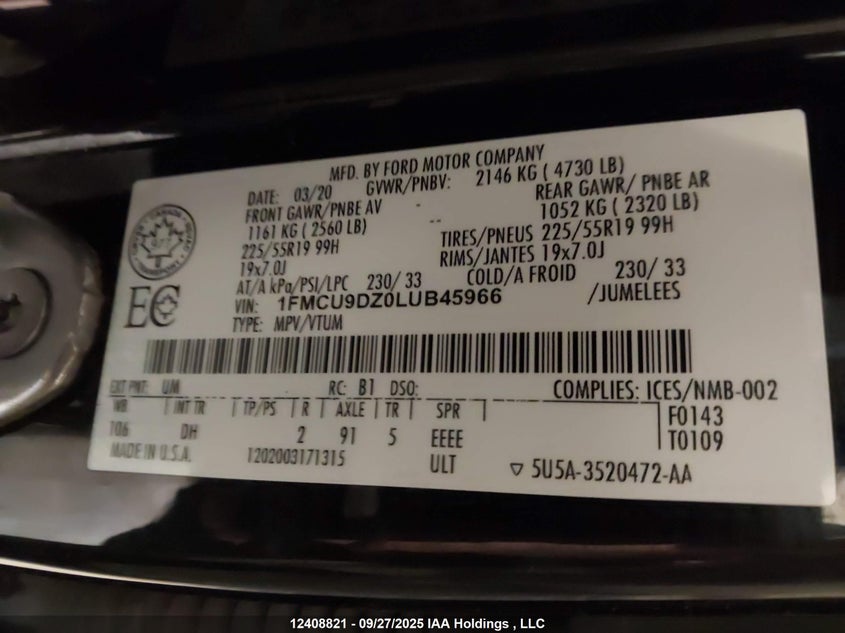 MFD. BY FORD MOTOR COMPANY
DATE: 03/20 GVWR/PNBV: 2146 KG ( 4730 LB)
FRONT GAWR/PNBE AV REAR GAWR/ PNBE AR
1161 KG ( 2560 LB) 1052 KG ( 2320 LB)
225/55R19 99H TIRES/PNEUS 225/55R19 99H
19x7.0J RIMS/JANTES 19x7.0J
AT/A kPa/PSI/LPC 230/ 33 COLD/A FROID 230/ 33
VIN: 1FMCU9DZ0LUB45966 /JUMELEES
TYPE: MPV/VTUM
EC
EXT PNT: UM RC: B1 DSO: COMPLIES: ICES/NMB-002
WB INT TR TP/PS R AXLE TR SPR F0143
106 DH 2 91 5 EEEE T0109
MADE IN U.S.A. 1202003171315 ULT ▽ 5U5A-3520472-AA
12408821 - 09/27/2025 IAA Holdings , LLC